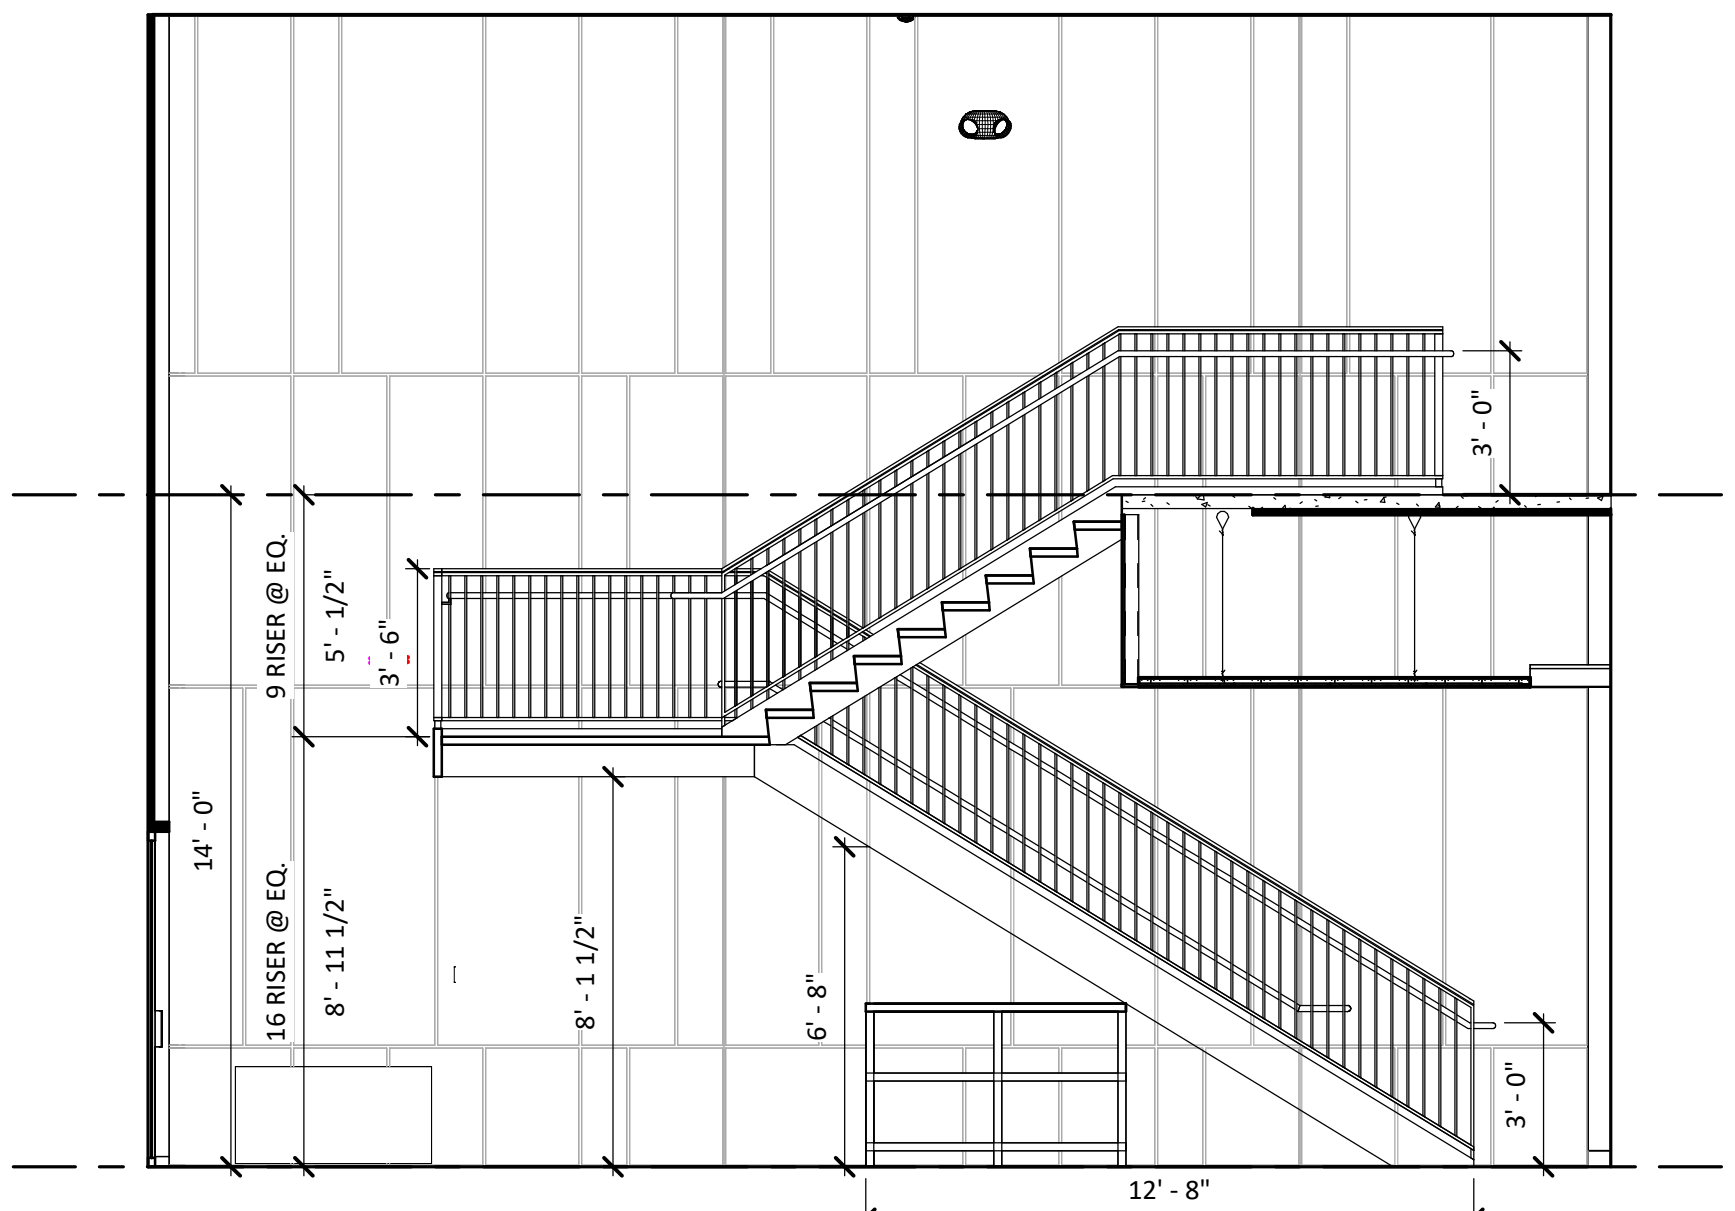 3' - 0"
9 RISER @ EQ.
5' - 1/2"
3' - 6"
14' - 0"
16 RISER @ EQ.
8' - 11 1/2"
8' - 1 1/2"
6' - 8"
3' - 0"
12' - 8"